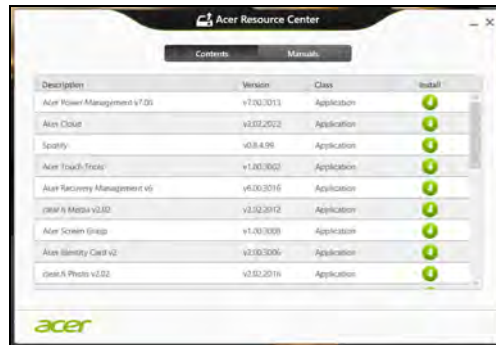 Acer Resource Center
Contents Manuals
Description Version Class Install
Acer Power Management v7.00 v7.00.3013 Application
Acer Cloud v2.02.2022 Application
Spotify v0.8.4.99 Application
Acer Touch Tools v1.00.3002 Application
Acer Recovery Management v6 v6.00.3016 Application
clear.fi Media v2.02 v2.02.2012 Application
Acer Screen Grasp v1.00.3008 Application
Acer Identity Card v2 v2.00.3006 Application
clear.fi Photo v2.02 v2.02.2016 Application
acer